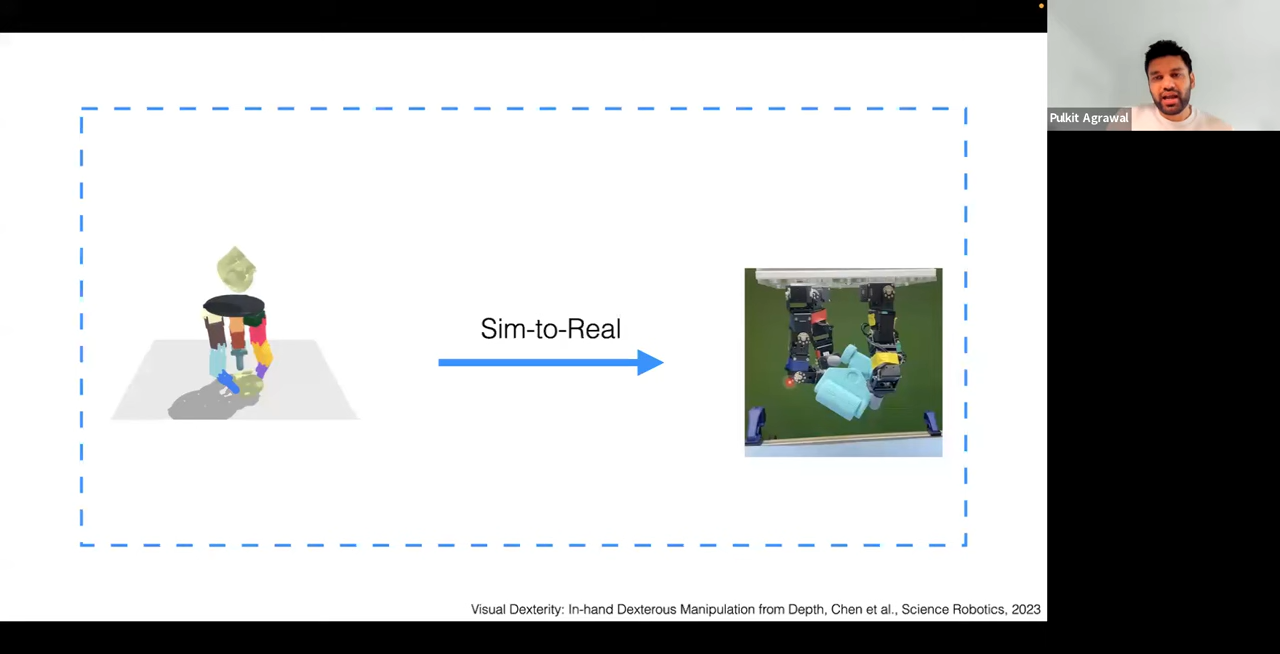 Pulkit Agrawal
Sim-to-Real
Visual Dexterity: In-hand Dexterous Manipulation from Depth, Chen et al., Science Robotics, 2023